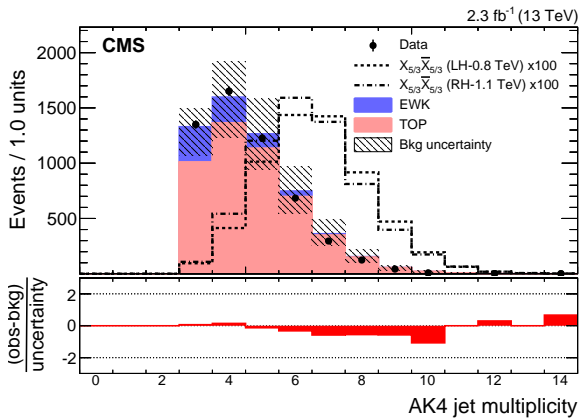 2.3 fb⁻¹ (13 TeV)
CMS
Data
X₅/₃X̅₅/₃ (LH-0.8 TeV) x100
X₅/₃X̅₅/₃ (RH-1.1 TeV) x100
EWK
TOP
Bkg uncertainty
Events / 1.0 units
2000
1500
1000
500
(obs-bkg)
uncertainty
2
0
-2
0 2 4 6 8 10 12 14
AK4 jet multiplicity